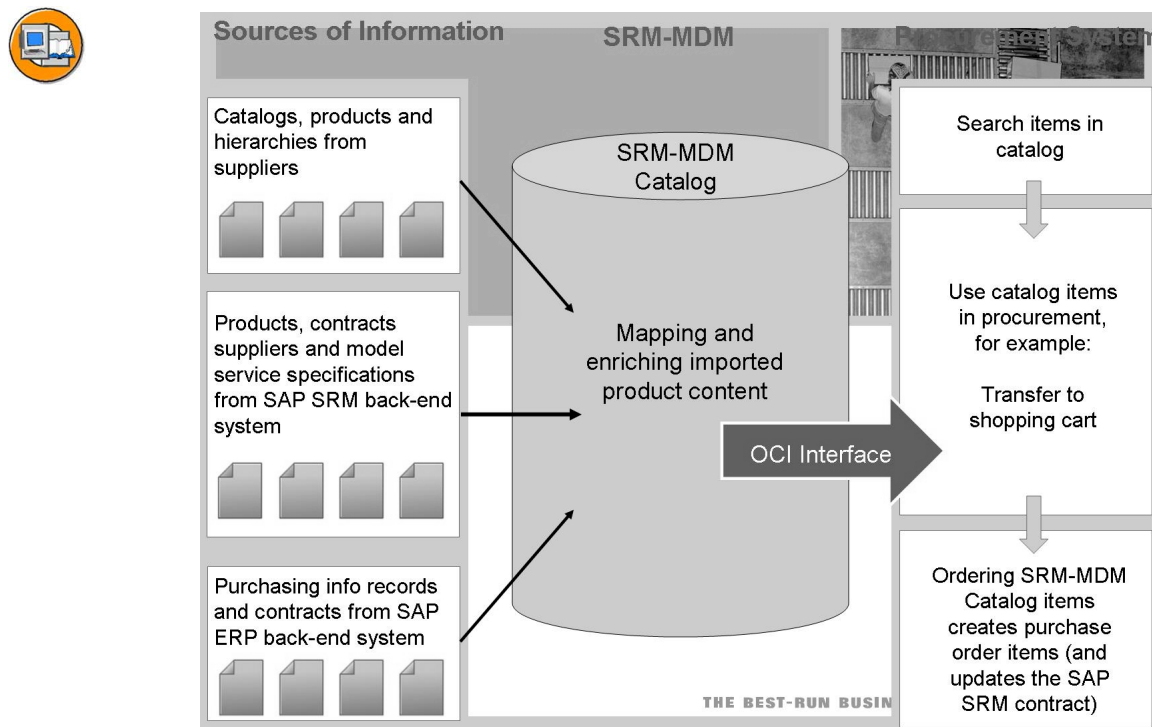 Sources of Information
SRM-MDM
Procurement System
Catalogs, products and
hierarchies from
suppliers
Products, contracts
suppliers and model
service specifications
from SAP SRM back-end
system
Purchasing info records
and contracts from SAP
ERP back-end system
SRM-MDM
Catalog
Mapping and
enriching imported
product content
OCI Interface
Search items in
catalog
Use catalog items
in procurement,
for example:
Transfer to
shopping cart
Ordering SRM-MDM
Catalog items
creates purchase
order items (and
updates the SAP
SRM contract)
THE BEST-RUN BUSIN